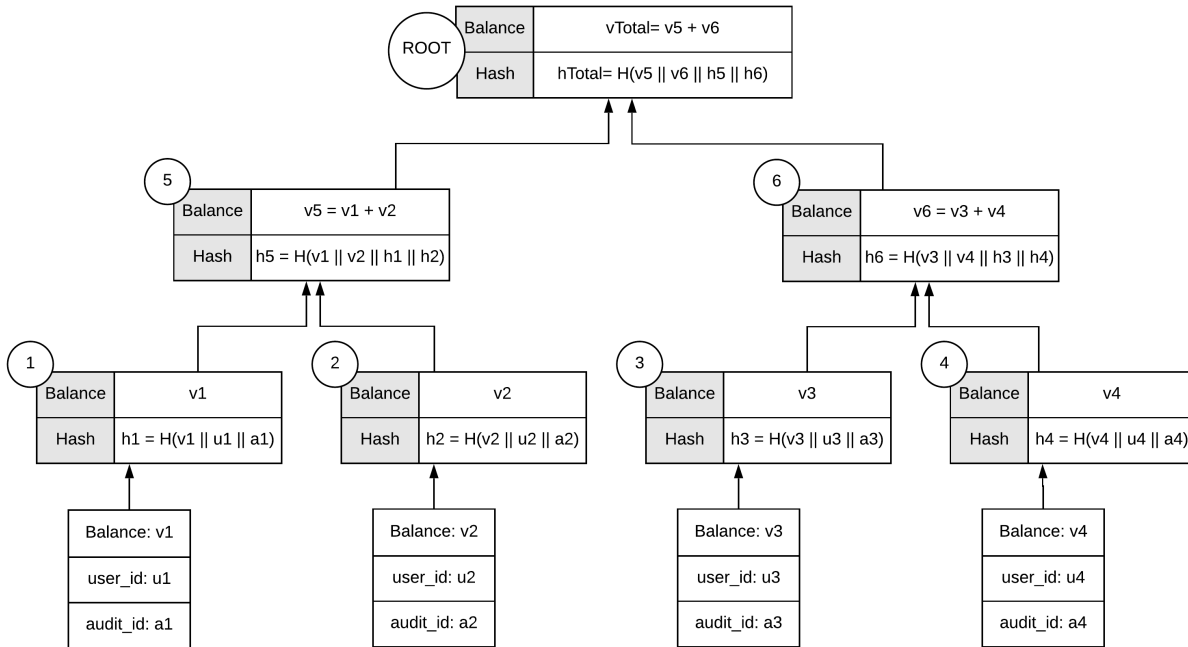 ROOT
Balance vTotal= v5 + v6
Hash hTotal= H(v5 || v6 || h5 || h6)
5
Balance v5 = v1 + v2
Hash h5 = H(v1 || v2 || h1 || h2)
6
Balance v6 = v3 + v4
Hash h6 = H(v3 || v4 || h3 || h4)
1
Balance v1
Hash h1 = H(v1 || u1 || a1)
2
Balance v2
Hash h2 = H(v2 || u2 || a2)
3
Balance v3
Hash h3 = H(v3 || u3 || a3)
4
Balance v4
Hash h4 = H(v4 || u4 || a4)
Balance: v1
user_id: u1
audit_id: a1
Balance: v2
user_id: u2
audit_id: a2
Balance: v3
user_id: u3
audit_id: a3
Balance: v4
user_id: u4
audit_id: a4